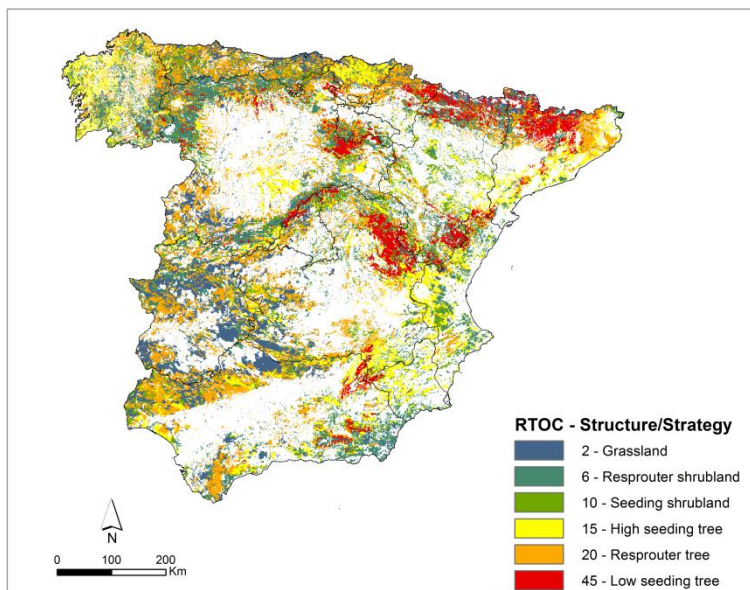 RTOC - Structure/Strategy
2 - Grassland
6 - Resprouter shrubland
10 - Seeding shrubland
15 - High seeding tree
20 - Resprouter tree
45 - Low seeding tree
N
0 100 200
Km